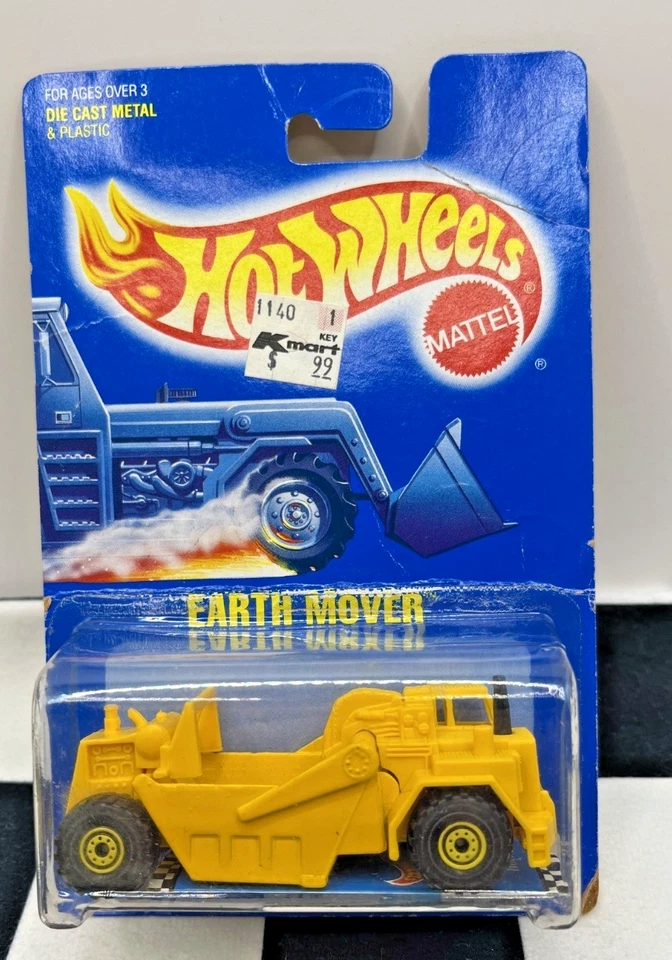 FOR AGES OVER 3
DIE CAST METAL
& PLASTIC
HOT WHEELS®
MATTEL
®
1140 1
KEY
Kmart
$ .99
EARTH MOVER